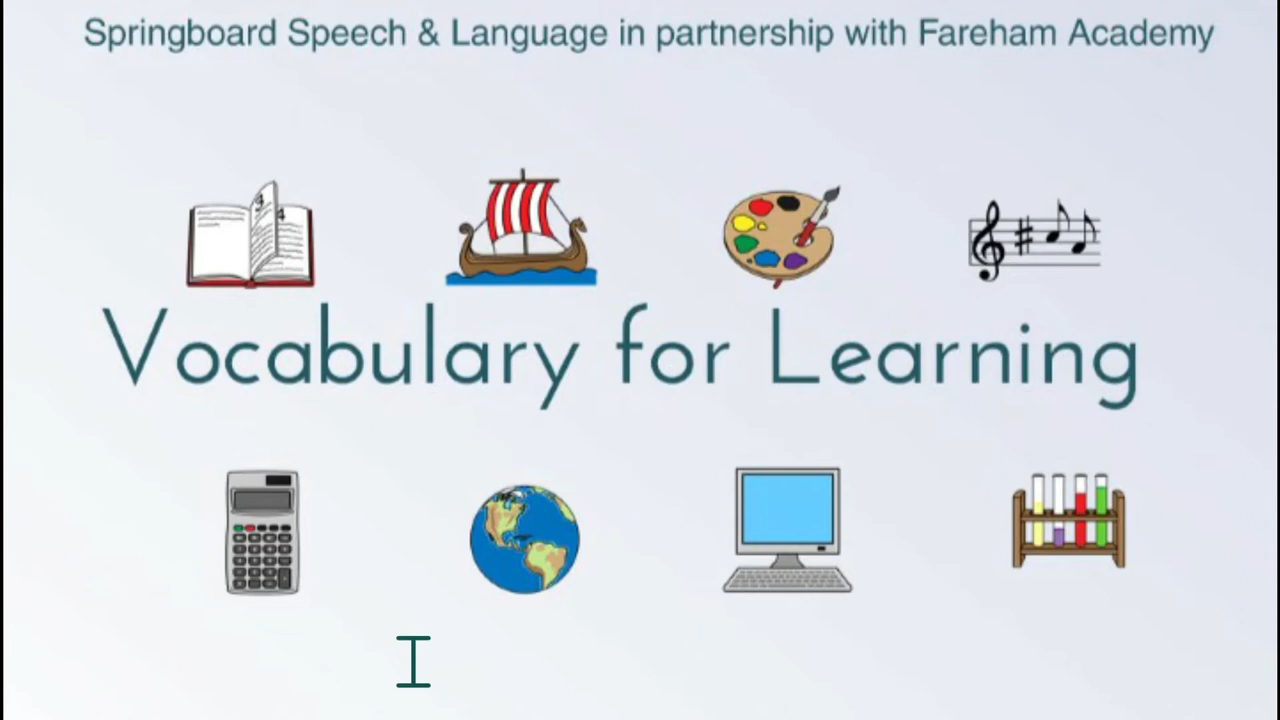 Springboard Speech & Language in partnership with Fareham Academy
Vocabulary for Learning
I